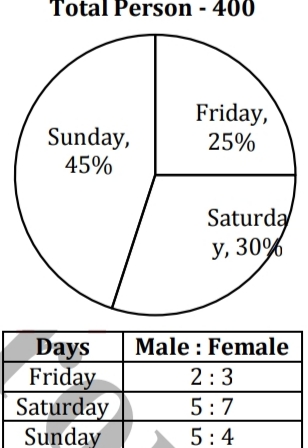 Total Person - 400
Friday,
25%
Sunday,
45%
Saturda
y, 30%
Days Male : Female
Friday 2 : 3
Saturday 5 : 7
Sunday 5 : 4